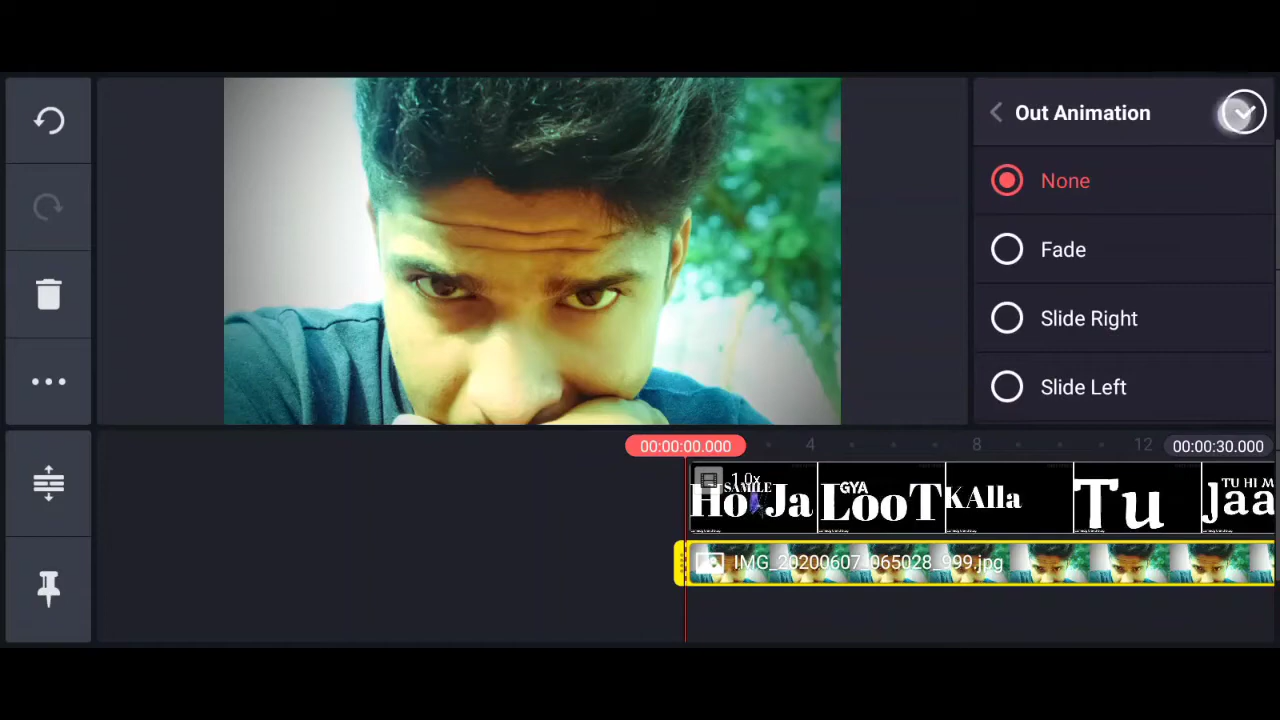 Out Animation
None
Fade
Slide Right
Slide Left
00:00:00.000
4
8
12
00:00:30.000
1.0x
SAMJLE
Ho Ja
GYA
LooT
KAlla
Tu
TU HI M
Jaa
IMG_20200607_065028_999.jpg